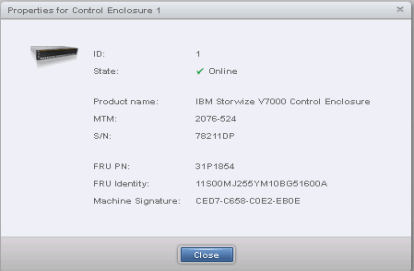 Properties for Control Enclosure 1
ID: 1
State: Online
Product name: IBM Storwize V7000 Control Enclosure
MTM: 2076-524
S/N: 78211DP
FRU PN: 31P1854
FRU Identity: 11S00MJ255YM10BG51600A
Machine Signature: CED7-C658-C0E2-EB0E
Close